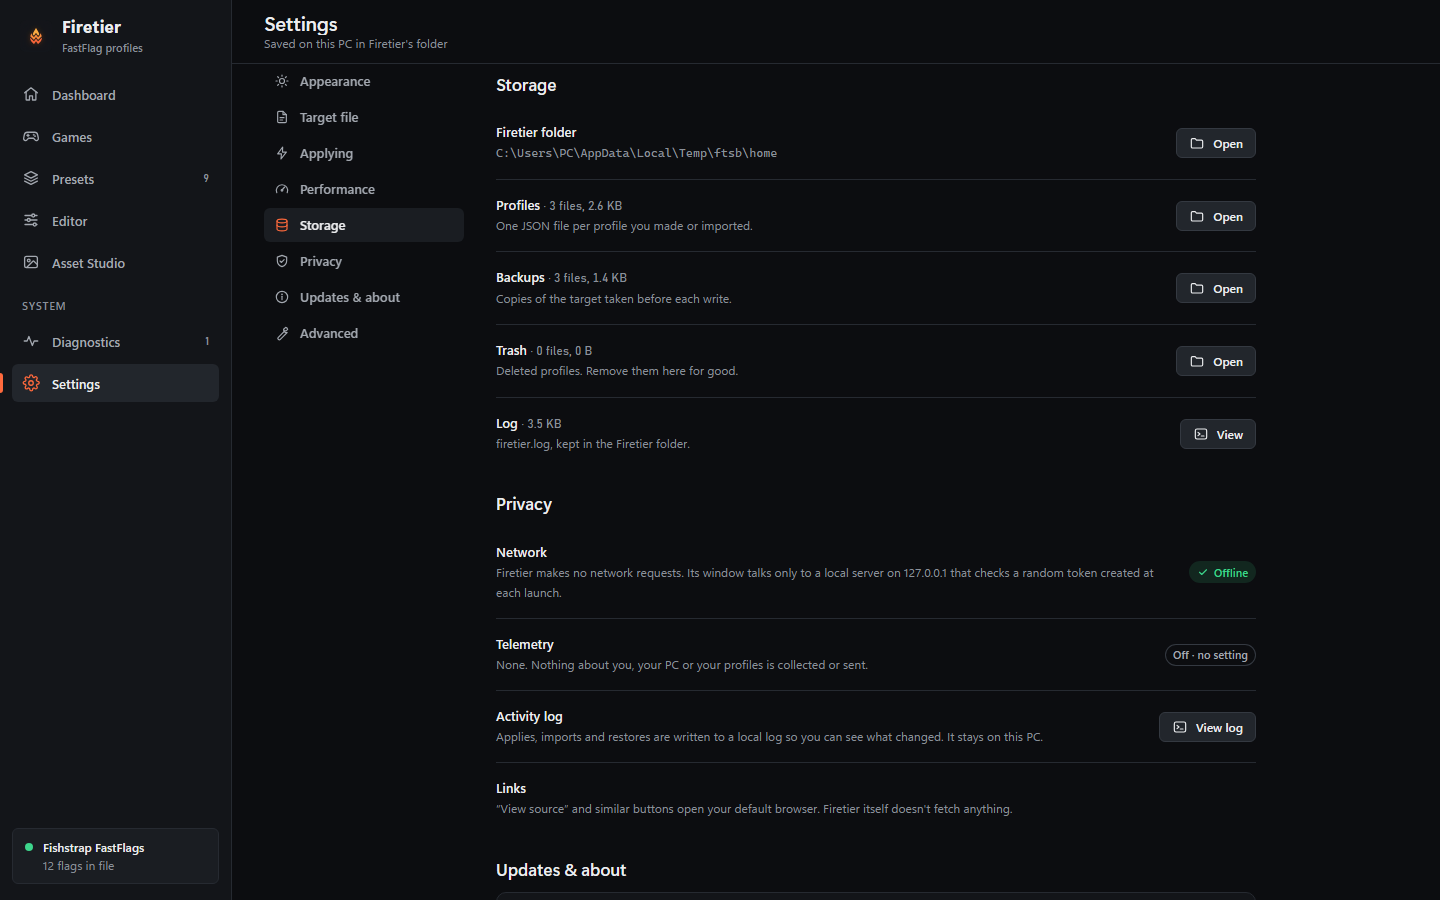 Firetier
FastFlag profiles
Dashboard
Games
Presets 9
Editor
Asset Studio
SYSTEM
Diagnostics 1
Settings
Fishstrap FastFlags
12 flags in file
Settings
Saved on this PC in Firetier's folder
Appearance
Target file
Applying
Performance
Storage
Privacy
Updates & about
Advanced
Storage
Firetier folder
C:\Users\PC\AppData\Local\Temp\ftsb\home
Open
Profiles · 3 files, 2.6 KB
One JSON file per profile you made or imported.
Open
Backups · 3 files, 1.4 KB
Copies of the target taken before each write.
Open
Trash · 0 files, 0 B
Deleted profiles. Remove them here for good.
Open
Log · 3.5 KB
firetier.log, kept in the Firetier folder.
View
Privacy
Network
Firetier makes no network requests. Its window talks only to a local server on 127.0.0.1 that checks a random token created at
each launch.
Offline
Telemetry
None. Nothing about you, your PC or your profiles is collected or sent.
Off · no setting
Activity log
Applies, imports and restores are written to a local log so you can see what changed. It stays on this PC.
View log
Links
"View source" and similar buttons open your default browser. Firetier itself doesn't fetch anything.
Updates & about